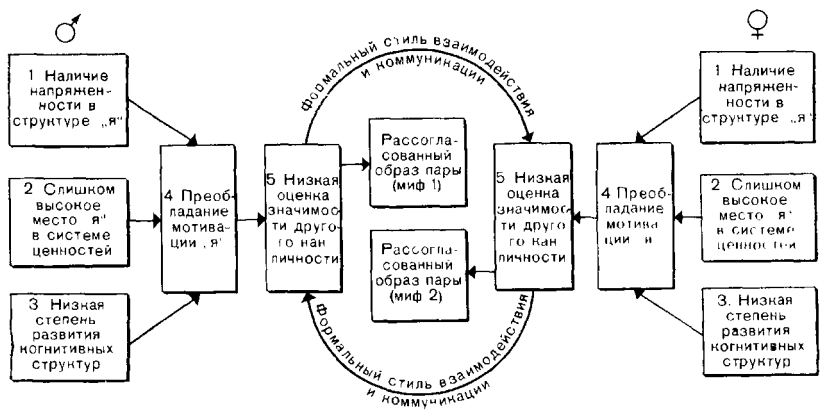 ♂
♀
формальный стиль взаимодействия
и коммуникации
1 Наличие
напряжен-
ности в
структуре „я“
2 Слишком
высокое
место „я“
в системе
ценностей
3 Низкая
степень
развития
когнитивных
структур
4 Преоб-
ладание
мотива-
ции „я“
5 Низкая
оценка
значимос-
ти друго-
го как
личности
Рассогла-
сованный
образ пары
(миф 1)
Рассогла-
сованный
образ пары
(миф 2)
5 Низкая
оценка
значимос-
ти друго-
го как
личности
4 Преоб-
ладание
мотива-
ции я
1 Наличие
напряжен-
ности в
структуре „я“
2 Слишком
высокое
место я“
в системе
ценностей
3. Низкая
степень
развития
когнитивных
структур
формальный стиль взаимодействия
и коммуникации